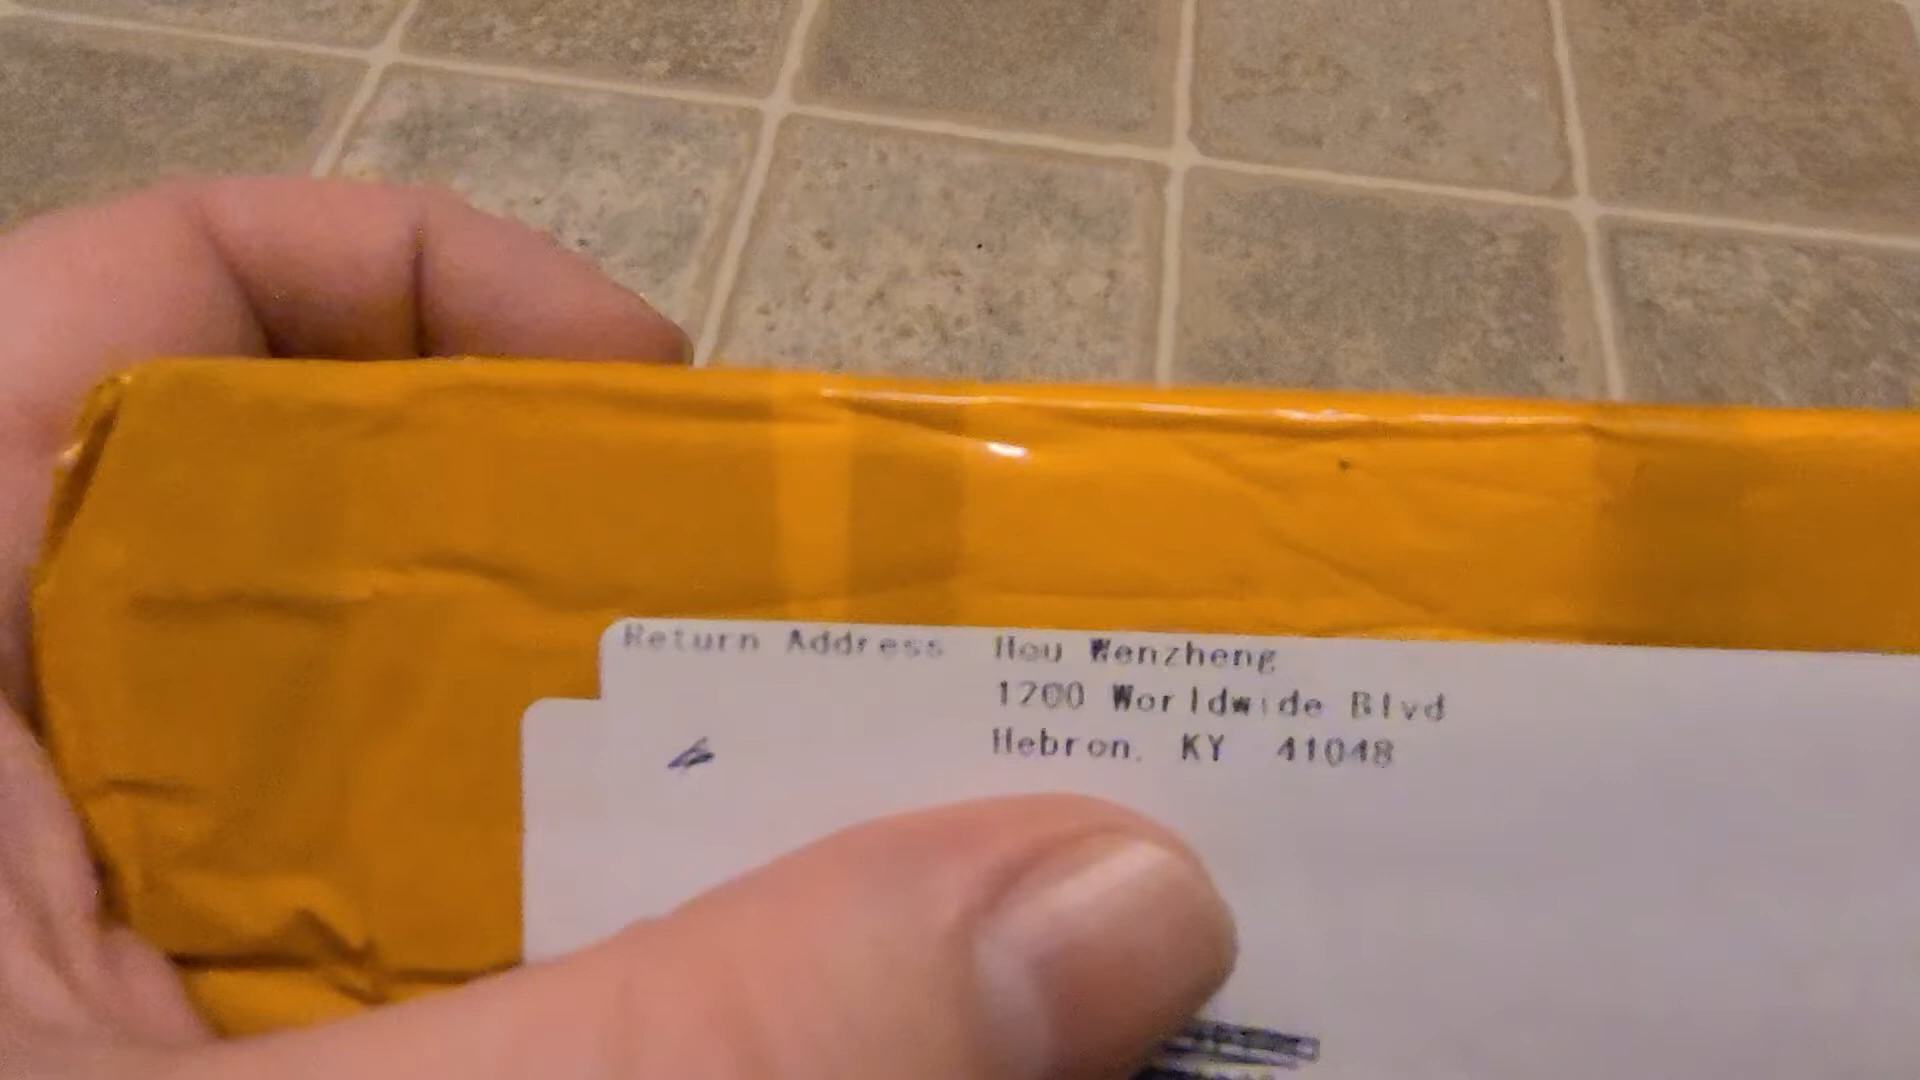 Return Address Hou Wenzheng
1200 Worldwide Blvd
Hebron, KY 41048